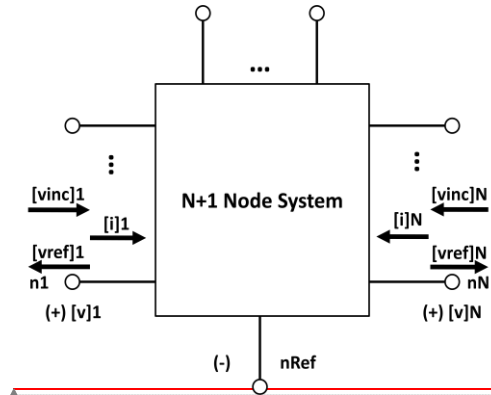 ...
...
...
N+1 Node System
[vinc]1
[vinc]N
[i]1
[i]N
[vref]1
[vref]N
n1
nN
(+) [v]1
(+) [v]N
(-)
nRef